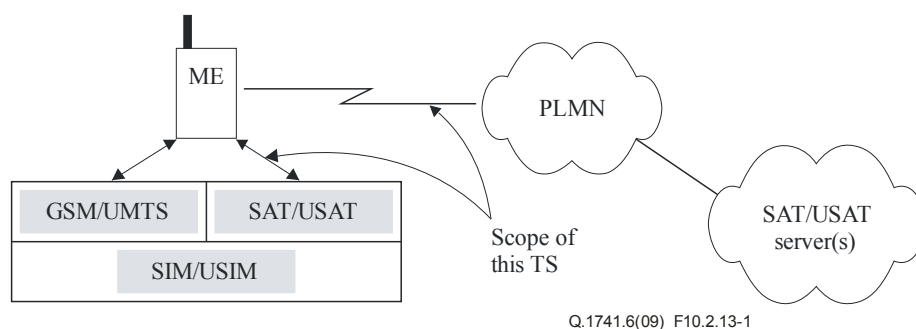 ME
PLMN
GSM/UMTS
SAT/USAT
SIM/USIM
Scope of
this TS
SAT/USAT
server(s)
Q.1741.6(09)_F10.2.13-1